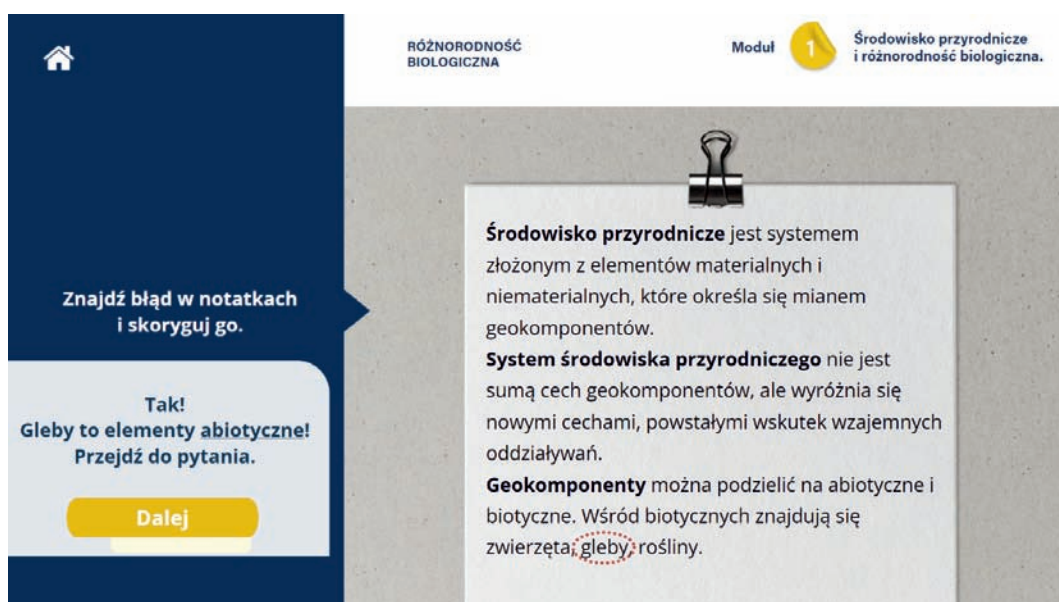 RÓŻNORODNOŚĆ
BIOLOGICZNA
Moduł
1
Środowisko przyrodnicze
i różnorodność biologiczna.
Znajdź błąd w notatkach
i skoryguj go.
Tak!
Gleby to elementy abiotyczne!
Przejdź do pytania.
Dalej
Środowisko przyrodnicze jest systemem
złożonym z elementów materialnych i
niematerialnych, które określa się mianem
geokomponentów.
System środowiska przyrodniczego nie jest
sumą cech geokomponentów, ale wyróżnia się
nowymi cechami, powstałymi wskutek wzajemnych
oddziaływań.
Geokomponenty można podzielić na abiotyczne i
biotyczne. Wśród biotycznych znajdują się
zwierzęta, gleby, rośliny.